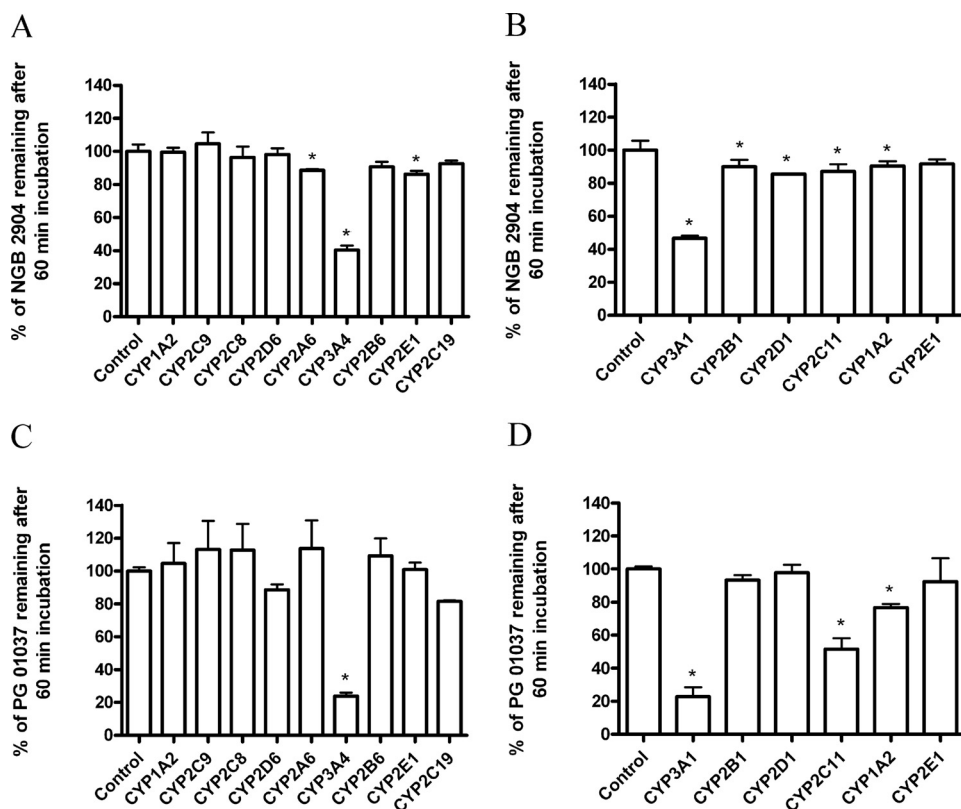 A
% of NGB 2904 remaining after
60 min incubation
140
120
100
80
60
40
20
0
*
*
*
Control
CYP1A2
CYP2C9
CYP2C8
CYP2D6
CYP2A6
CYP3A4
CYP2B6
CYP2E1
CYP2C19
B
% of NGB 2904 remaining after
60 min incubation
140
120
100
80
60
40
20
0
*
*
*
*
*
Control
CYP3A1
CYP2B1
CYP2D1
CYP2C11
CYP1A2
CYP2E1
C
% of PG 01037 remaining after
60 min incubation
140
120
100
80
60
40
20
0
*
Control
CYP1A2
CYP2C9
CYP2C8
CYP2D6
CYP2A6
CYP3A4
CYP2B6
CYP2E1
CYP2C19
D
% of PG 01037 remaining after
60 min incubation
140
120
100
80
60
40
20
0
*
*
*
Control
CYP3A1
CYP2B1
CYP2D1
CYP2C11
CYP1A2
CYP2E1